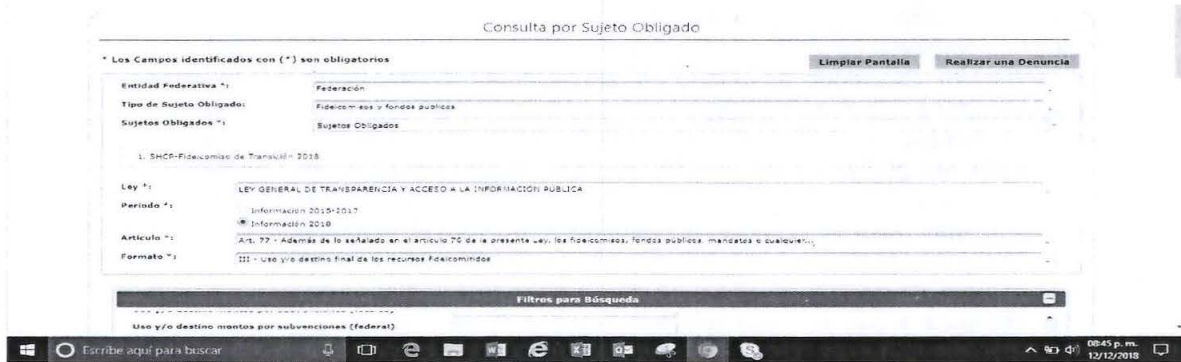 Consulta por Sujeto Obligado
* Los Campos identificados con (*) son obligatorios
Limpiar Pantalla
Realizar una Denuncia
Entidad Federativa *:
Federación
Tipo de Sujeto Obligado:
Fideicomisos y fondos públicos
Sujetos Obligados *:
Sujetos Obligados
1. SHCP-Fideicomiso de Transición 2018
Ley *:
LEY GENERAL DE TRANSPARENCIA Y ACCESO A LA INFORMACIÓN PÚBLICA
Periodo *:
Información 2015-2017
Información 2018
Artículo *:
Art. 77 - Además de lo señalado en el artículo 70 de la presente Ley, los fideicomisos, fondos públicos, mandatos o cualquier...
Formato *:
III - Uso y/o destino final de los recursos fideicomitidos
Filtros para Búsqueda
Uso y/o destino montos por subvenciones (federal)
Escribe aquí para buscar
08:45 p. m.
12/12/2018